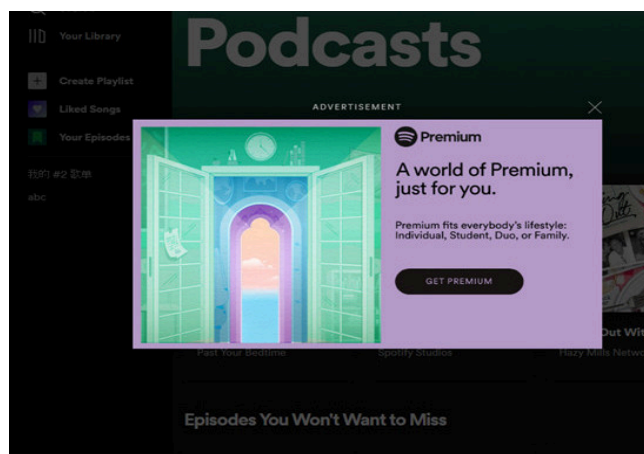 Your Library
Podcasts
Create Playlist
Liked Songs
Your Episodes
我的 #2 歌單
abc
ADVERTISEMENT
Premium
A world of Premium,
just for you.
Premium fits everybody's lifestyle:
Individual, Student, Duo, or Family.
GET PREMIUM
Out With
Past Your Bedtime
Spotify Studios
Hazy Mills Netwo
Episodes You Won't Want to Miss